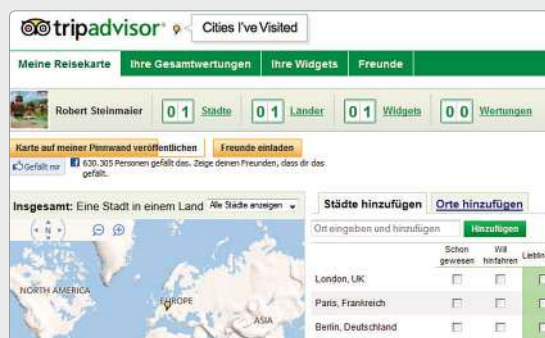 tripadvisor® Cities I've Visited
Meine Reisekarte Ihre Gesamtwertungen Ihre Widgets Freunde
Robert Steinmaier 0 1 Städte 0 1 Länder 0 1 Widgets 0 0 Wertungen
Karte auf meiner Pinnwand veröffentlichen Freunde einladen
Gefällt mir 630.305 Personen gefällt das. Zeige deinen Freunden, dass dir das
gefällt.
Insgesamt: Eine Stadt in einem Land Alle Städte anzeigen
Städte hinzufügen Orte hinzufügen
Ort eingeben und hinzufügen Hinzufügen
Schon gewesen Will hinfahren
London, UK
Paris, Frankreich
Berlin, Deutschland
N
NORTH AMERICA
EUROPE
ASIA